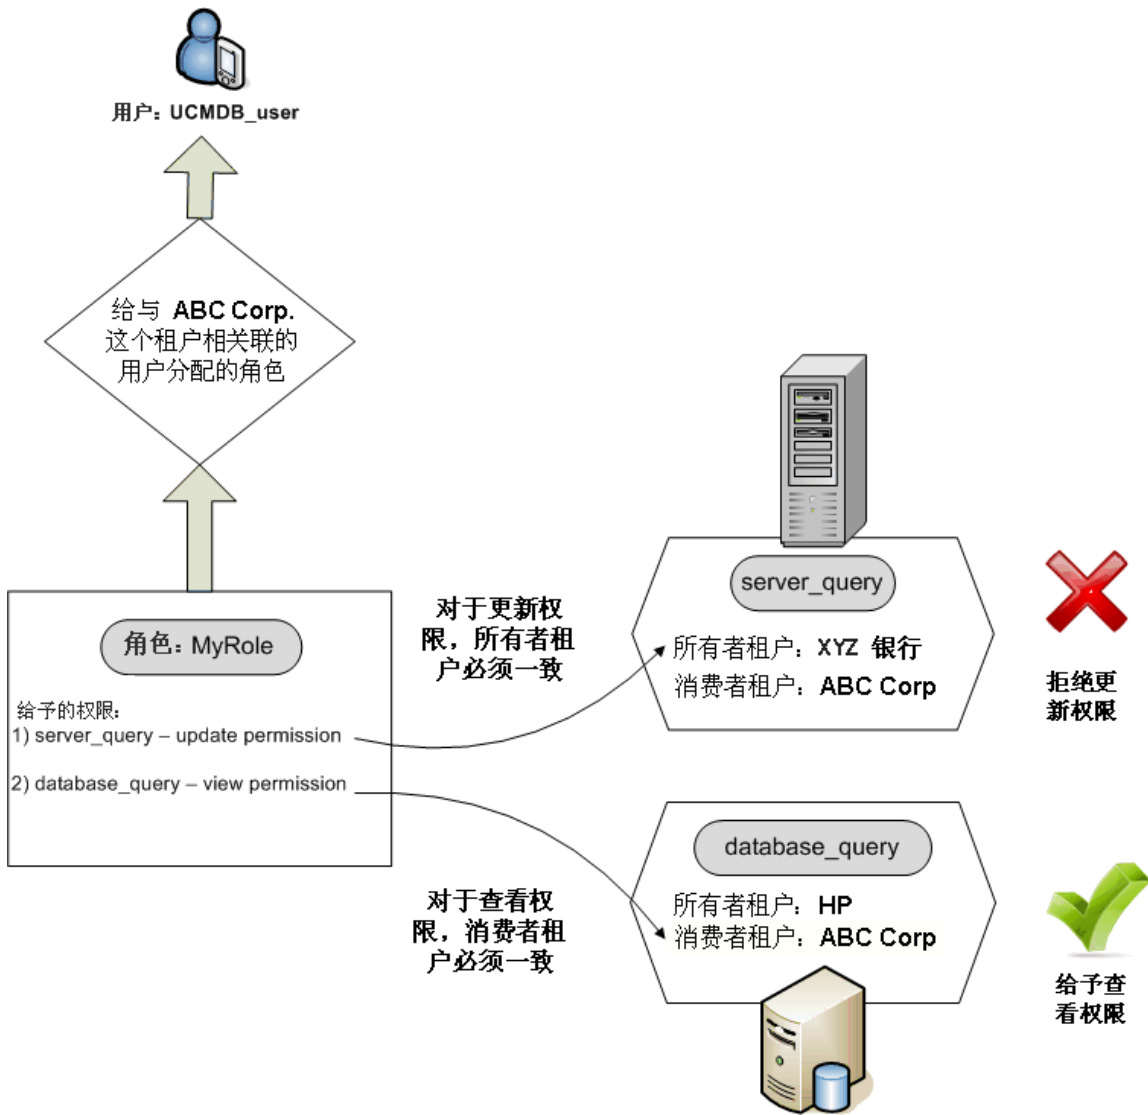 用户：UCMDB_user
给与 ABC Corp.
这个租户相关联的
用户分配的角色
角色：MyRole
给予的权限：
1) server_query – update permission
2) database_query – view permission
对于更新权
限，所有者租
户必须一致
server_query
所有者租户：XYZ 银行
消费者租户：ABC Corp
拒绝更
新权限
对于查看权
限，消费者租
户必须一致
database_query
所有者租户：HP
消费者租户：ABC Corp
给予查
看权限